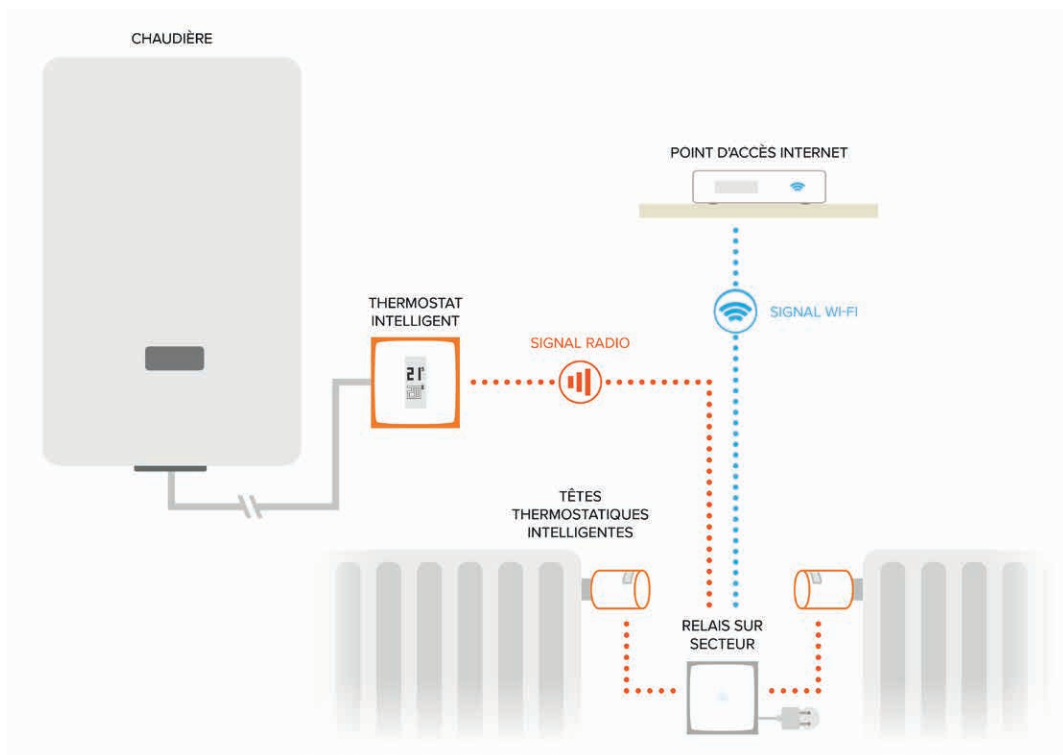 CHAUDIÈRE
POINT D'ACCÈS INTERNET
THERMOSTAT
INTELLIGENT
SIGNAL RADIO
SIGNAL WI-FI
21°
TÊTES
THERMOSTATIQUES
INTELLIGENTES
RELAIS SUR
SECTEUR